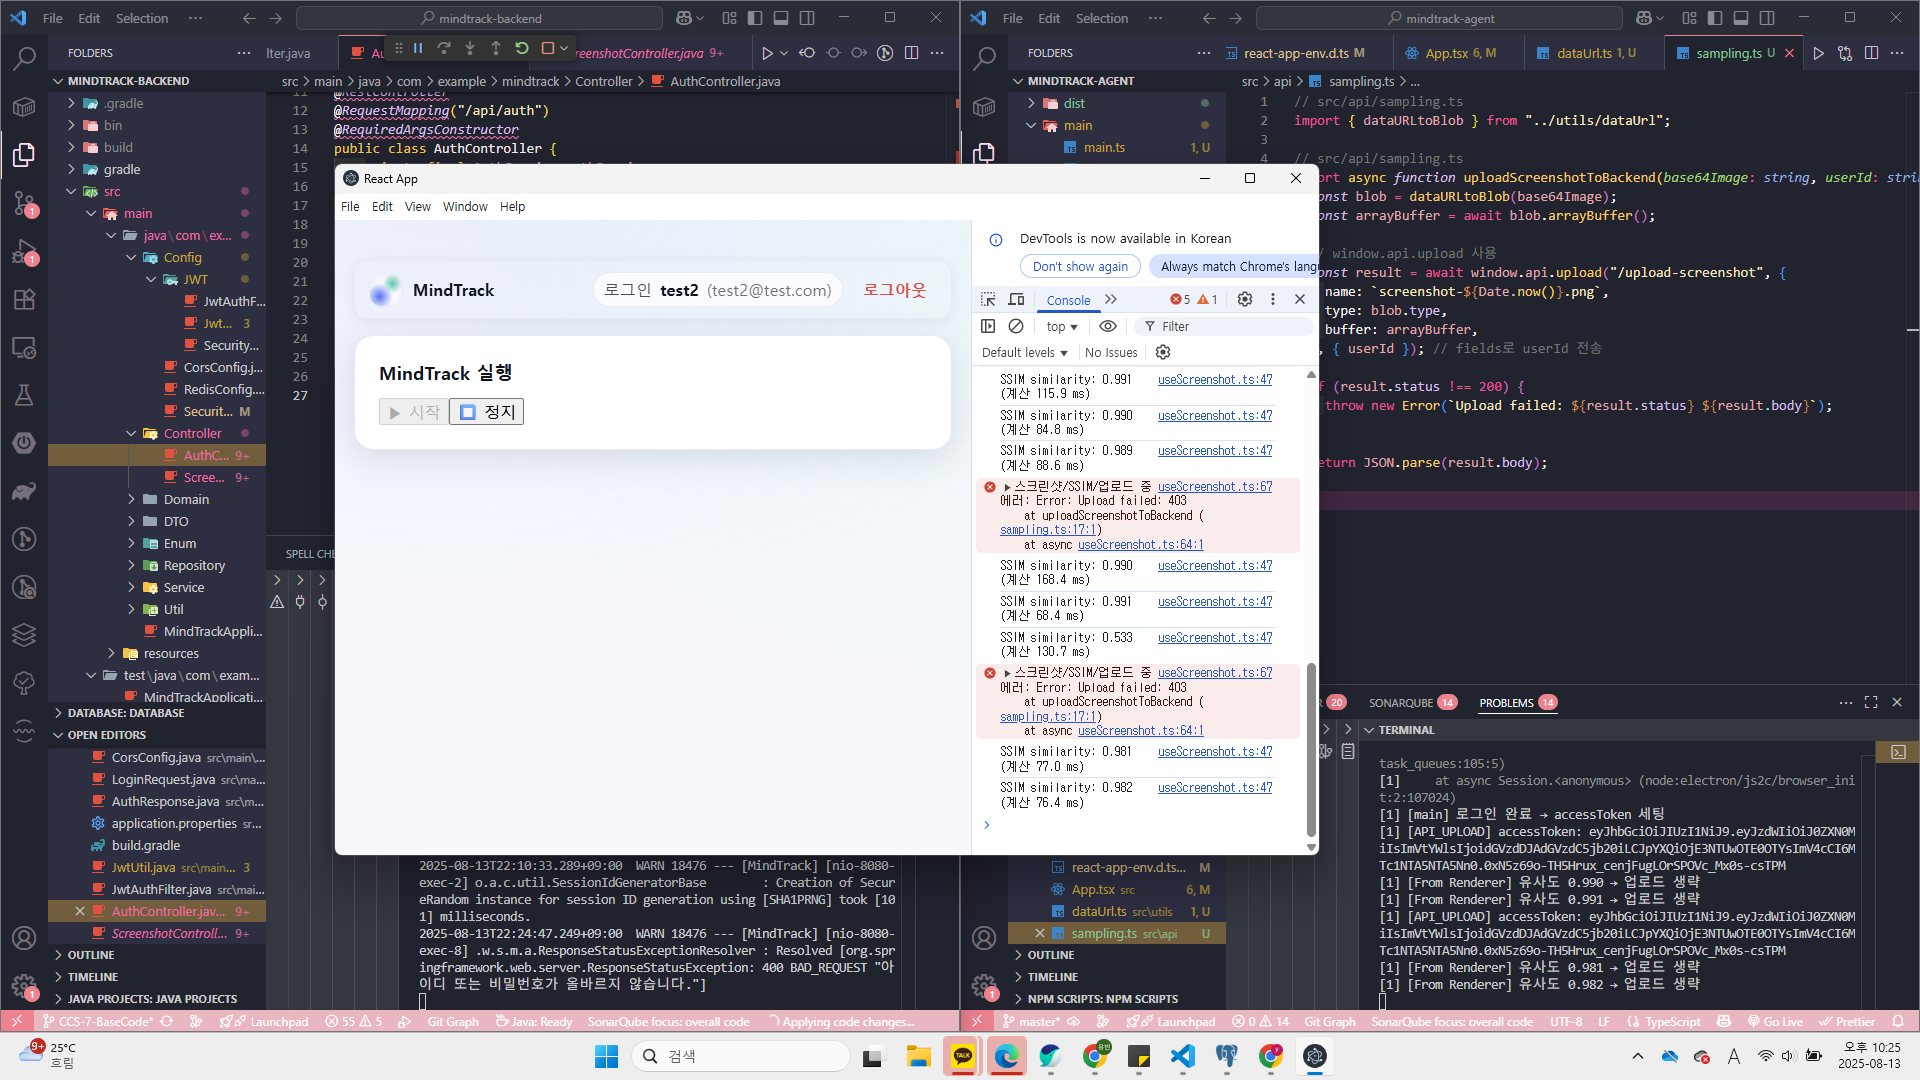 File Edit Selection ··· mindtrack-backend
FOLDERS
MINDTRACK-BACKEND
.gradle
bin
build
gradle
src
main
java\com\ex...
Config
JWT
JwtAuthF...
Jwt... 3
Security...
CorsConfig.j...
RedisConfig....
Securit... M
Controller
AuthC... 9+
Scree... 9+
Domain
DTO
Enum
Repository
Service
Util
MindTrackAppli...
resources
test\java\com\exam...
MindTrackApplicati...
DATABASE: DATABASE
OPEN EDITORS
CorsConfig.java src\main\...
LoginRequest.java src\ma...
AuthResponse.java src\m...
application.properties sr...
build.gradle
JwtUtil.java src\main... 3
JwtAuthFilter.java src\mai...
AuthController.jav... 9+
ScreenshotControll... 9+
OUTLINE
TIMELINE
JAVA PROJECTS: JAVA PROJECTS
lter.java
reenshotController.java 9+
src > main > java > com > example > mindtrack > Controller > AuthController.java
11 @RestController
12 @RequestMapping("/api/auth")
13 @RequiredArgsConstructor
14 public class AuthController {
15
16
17
18
19
20
21
22
23
24
25
26
27
SPELL CHE
React App
File Edit View Window Help
MindTrack
로그인 test2 (test2@test.com)
로그아웃
MindTrack 실행
▶ 시작
정지
DevTools is now available in Korean
Don't show again
Always match Chrome's lang
Console
5 1
top
Filter
Default levels
No Issues
SSIM similarity: 0.991 useScreenshot.ts:47
(계산 115.9 ms)
SSIM similarity: 0.990 useScreenshot.ts:47
(계산 84.8 ms)
SSIM similarity: 0.989 useScreenshot.ts:47
(계산 88.6 ms)
스크린샷/SSIM/업로드 중 useScreenshot.ts:67
에러: Error: Upload failed: 403
at uploadScreenshotToBackend (
sampling.ts:17:1)
at async useScreenshot.ts:64:1
SSIM similarity: 0.990 useScreenshot.ts:47
(계산 168.4 ms)
SSIM similarity: 0.991 useScreenshot.ts:47
(계산 68.4 ms)
SSIM similarity: 0.533 useScreenshot.ts:47
(계산 130.7 ms)
스크린샷/SSIM/업로드 중 useScreenshot.ts:67
에러: Error: Upload failed: 403
at uploadScreenshotToBackend (
sampling.ts:17:1)
at async useScreenshot.ts:64:1
SSIM similarity: 0.981 useScreenshot.ts:47
(계산 77.0 ms)
SSIM similarity: 0.982 useScreenshot.ts:47
(계산 76.4 ms)
2025-08-13T22:10:33.289+09:00 WARN 18476 --- [MindTrack] [nio-8080-
exec-2] o.a.c.util.SessionIdGeneratorBase : Creation of Secur
eRandom instance for session ID generation using [SHA1PRNG] took [10
1] milliseconds.
2025-08-13T22:24:47.249+09:00 WARN 18476 --- [MindTrack] [nio-8080-
exec-8] .w.s.m.a.ResponseStatusExceptionResolver : Resolved [org.spr
ingframework.web.server.ResponseStatusException: 400 BAD_REQUEST "아
이디 또는 비밀번호가 올바르지 않습니다."]
CCS-7-BaseCode* Launchpad 55 5 Git Graph Java: Ready SonarQube focus: overall code Applying code changes...
File Edit Selection ··· mindtrack-agent
FOLDERS
MINDTRACK-AGENT
dist
main
main.ts 1, U
react-app-env.d.ts M
App.tsx 6, M
dataUrl.ts 1, U
sampling.ts U
src > api > sampling.ts > ...
1 // src/api/sampling.ts
2 import { dataURLtoBlob } from "../utils/dataUrl";
3
4 // src/api/sampling.ts
ort async function uploadScreenshotToBackend(base64Image: string, userId: strin
onst blob = dataURLtoBlob(base64Image);
onst arrayBuffer = await blob.arrayBuffer();
/ window.api.upload 사용
onst result = await window.api.upload("/upload-screenshot", {
name: `screenshot-${Date.now()}.png`,
type: blob.type,
buffer: arrayBuffer,
, { userId }); // fields로 userId 전송
f (result.status !== 200) {
throw new Error(`Upload failed: ${result.status} ${result.body}`);
eturn JSON.parse(result.body);
20 SONARQUBE 14 PROBLEMS 14
TERMINAL
task_queues:105:5)
[1] at async Session.<anonymous> (node:electron/js2c/browser_ini
t:2:107024)
[1] [main] 로그인 완료 → accessToken 세팅
[1] [API_UPLOAD] accessToken: eyJhbGciOiJIUzI1NiJ9.eyJzdWIiOiJ0ZXN0M
iIsImVtYWlsIjoidGVzdDJAdGVzdC5jb20iLCJpYXQiOjE3NTUwOTE0OTYsImV4cCI6M
Tc1NTA5NTA5Nn0.0xN5z69o-TH5Hrux_cenjFugLOrSPOVc_Mx0s-csTPM
[1] [From Renderer] 유사도 0.990 → 업로드 생략
[1] [From Renderer] 유사도 0.991 → 업로드 생략
[1] [API_UPLOAD] accessToken: eyJhbGciOiJIUzI1NiJ9.eyJzdWIiOiJ0ZXN0M
iIsImVtYWlsIjoidGVzdDJAdGVzdC5jb20iLCJpYXQiOjE3NTUwOTE0OTYsImV4cCI6M
Tc1NTA5NTA5Nn0.0xN5z69o-TH5Hrux_cenjFugLOrSPOVc_Mx0s-csTPM
[1] [From Renderer] 유사도 0.981 → 업로드 생략
[1] [From Renderer] 유사도 0.982 → 업로드 생략
react-app-env.d.ts... M
App.tsx src 6, M
dataUrl.ts src\utils 1, U
sampling.ts src\api U
OUTLINE
TIMELINE
NPM SCRIPTS: NPM SCRIPTS
master* Launchpad 0 14 Git Graph SonarQube focus: overall code UTF-8 LF TypeScript Go Live Prettier
25°C
흐림
검색
오후 10:25
2025-08-13